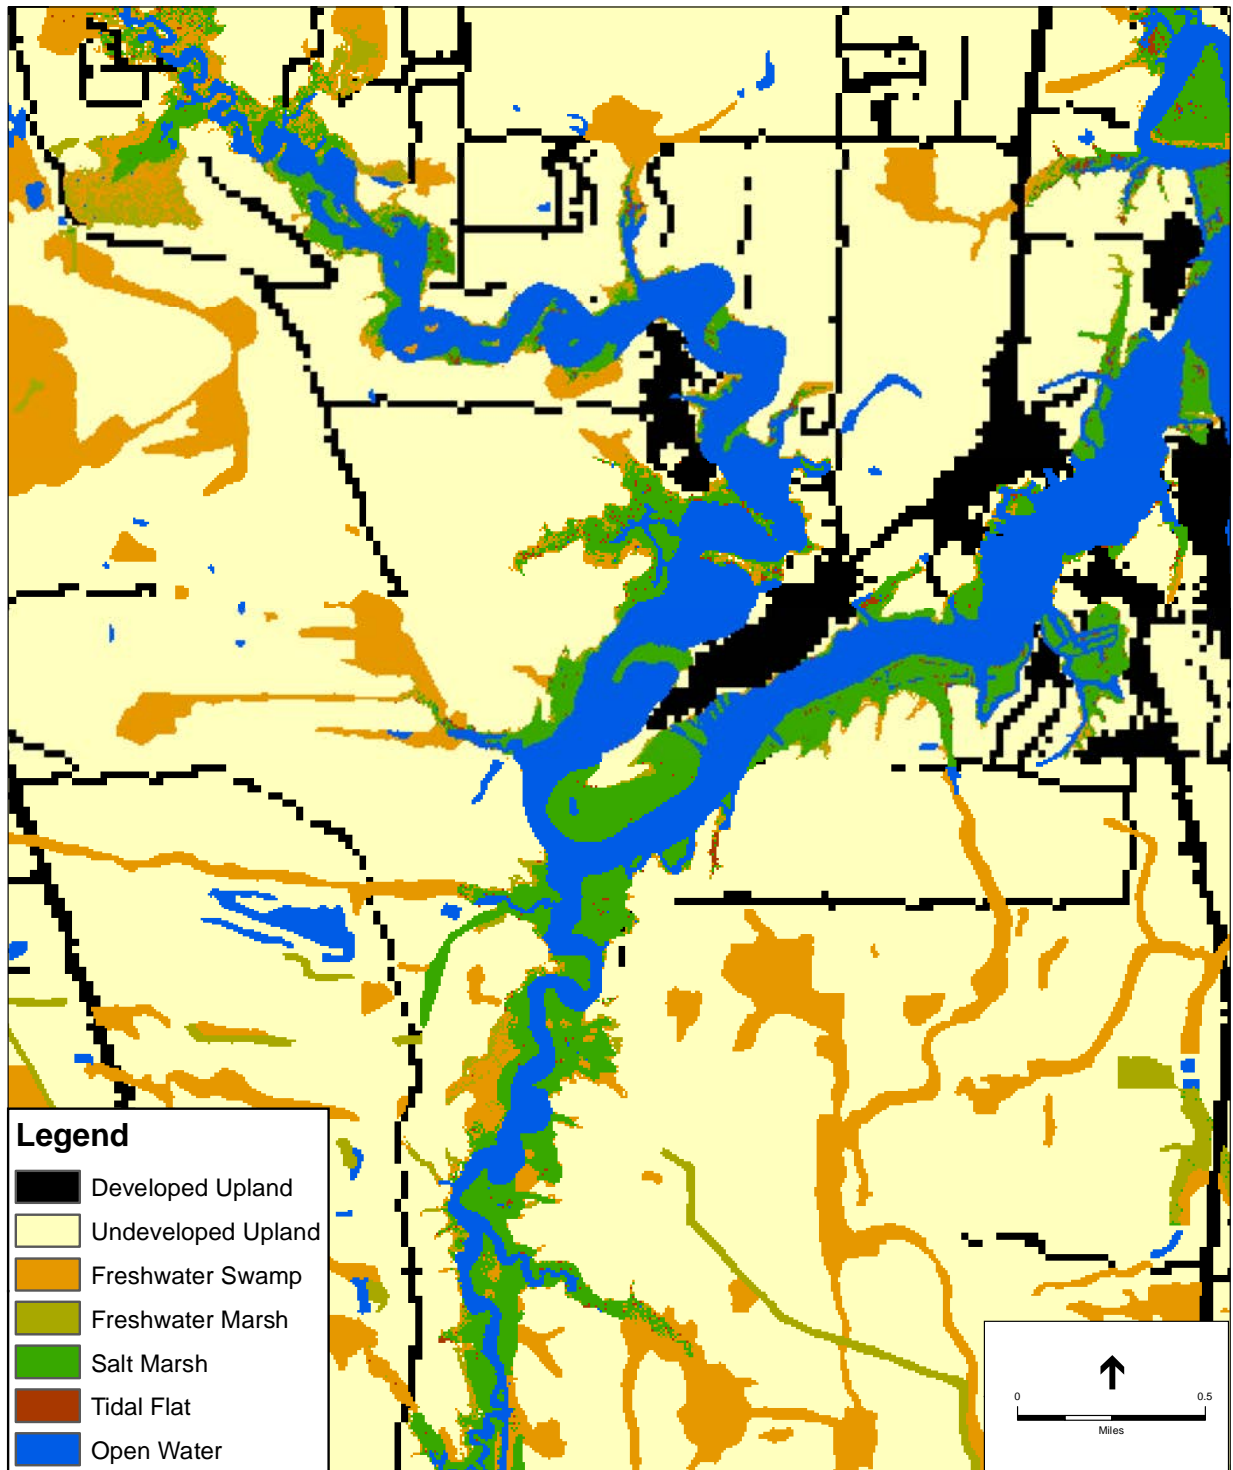 Legend
Developed Upland
Undeveloped Upland
Freshwater Swamp
Freshwater Marsh
Salt Marsh
Tidal Flat
Open Water
0 0.5
Miles